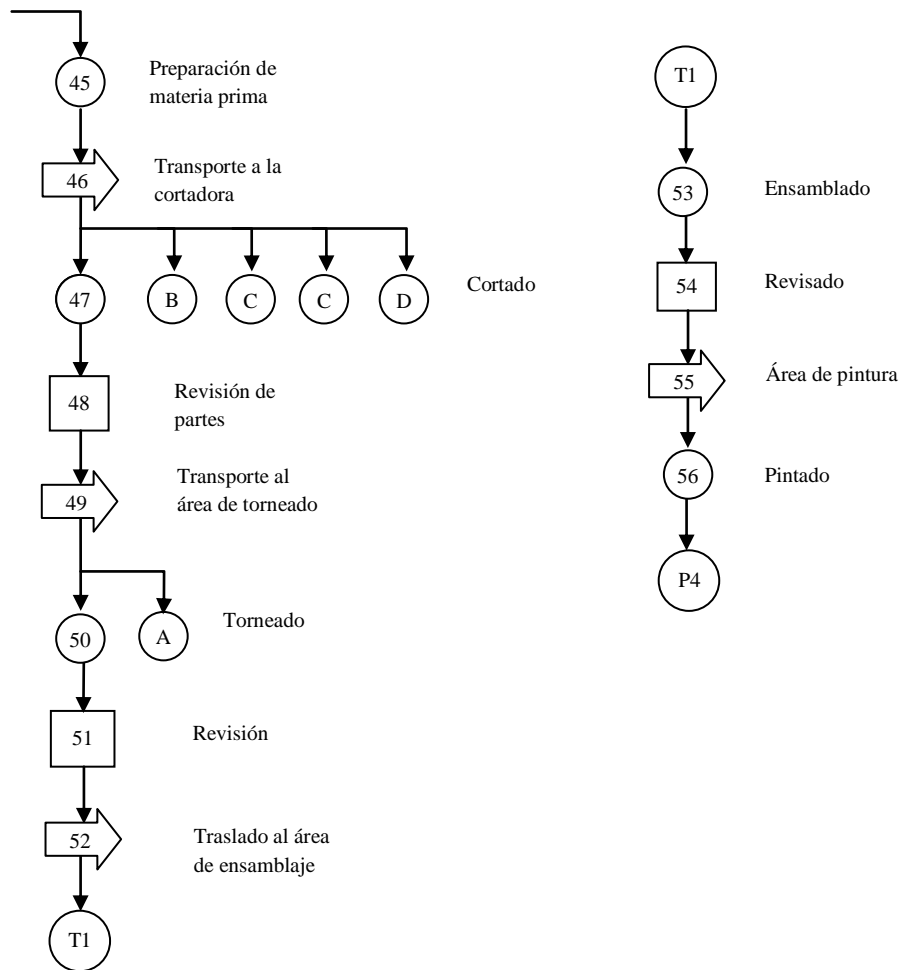 45
Preparación de
materia prima
46
Transporte a la
cortadora
47
B
C
C
D
Cortado
48
Revisión de
partes
49
Transporte al
área de torneado
50
A
Torneado
51
Revisión
52
Traslado al área
de ensamblaje
T1
T1
53
Ensamblado
54
Revisado
55
Área de pintura
56
Pintado
P4